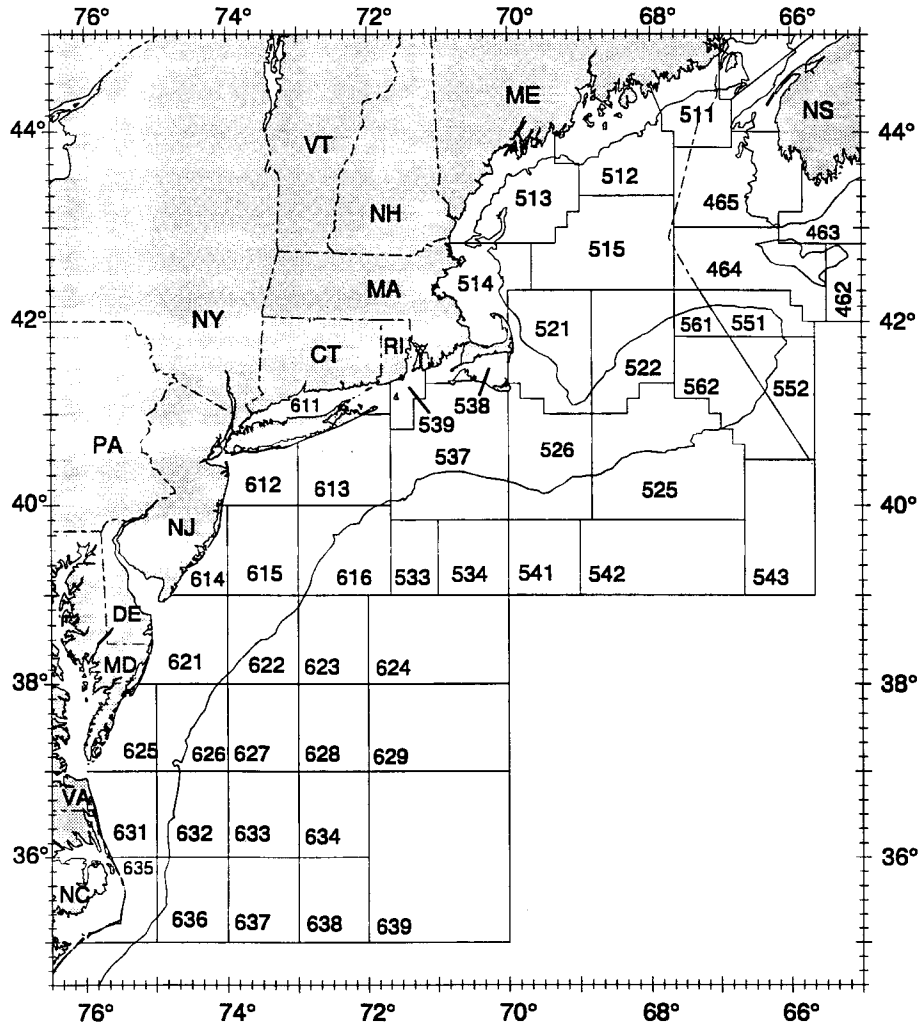 76° 74° 72° 70° 68° 66°
ME
511
44° NS 44°
VT
512
513 465
NH
515 463
464
514 462
MA
42° NY 521 561 551 42°
CT RI
522 562 552
538
611 539
PA 537 526
612 613 525
40° 40°
NJ
614 615 616 533 534 541 542 543
DE
MD 621 622 623 624
38° 38°
625 626 627 628 629
VA
631 632 633 634
36° 635 36°
NC
636 637 638 639
76° 74° 72° 70° 68° 66°